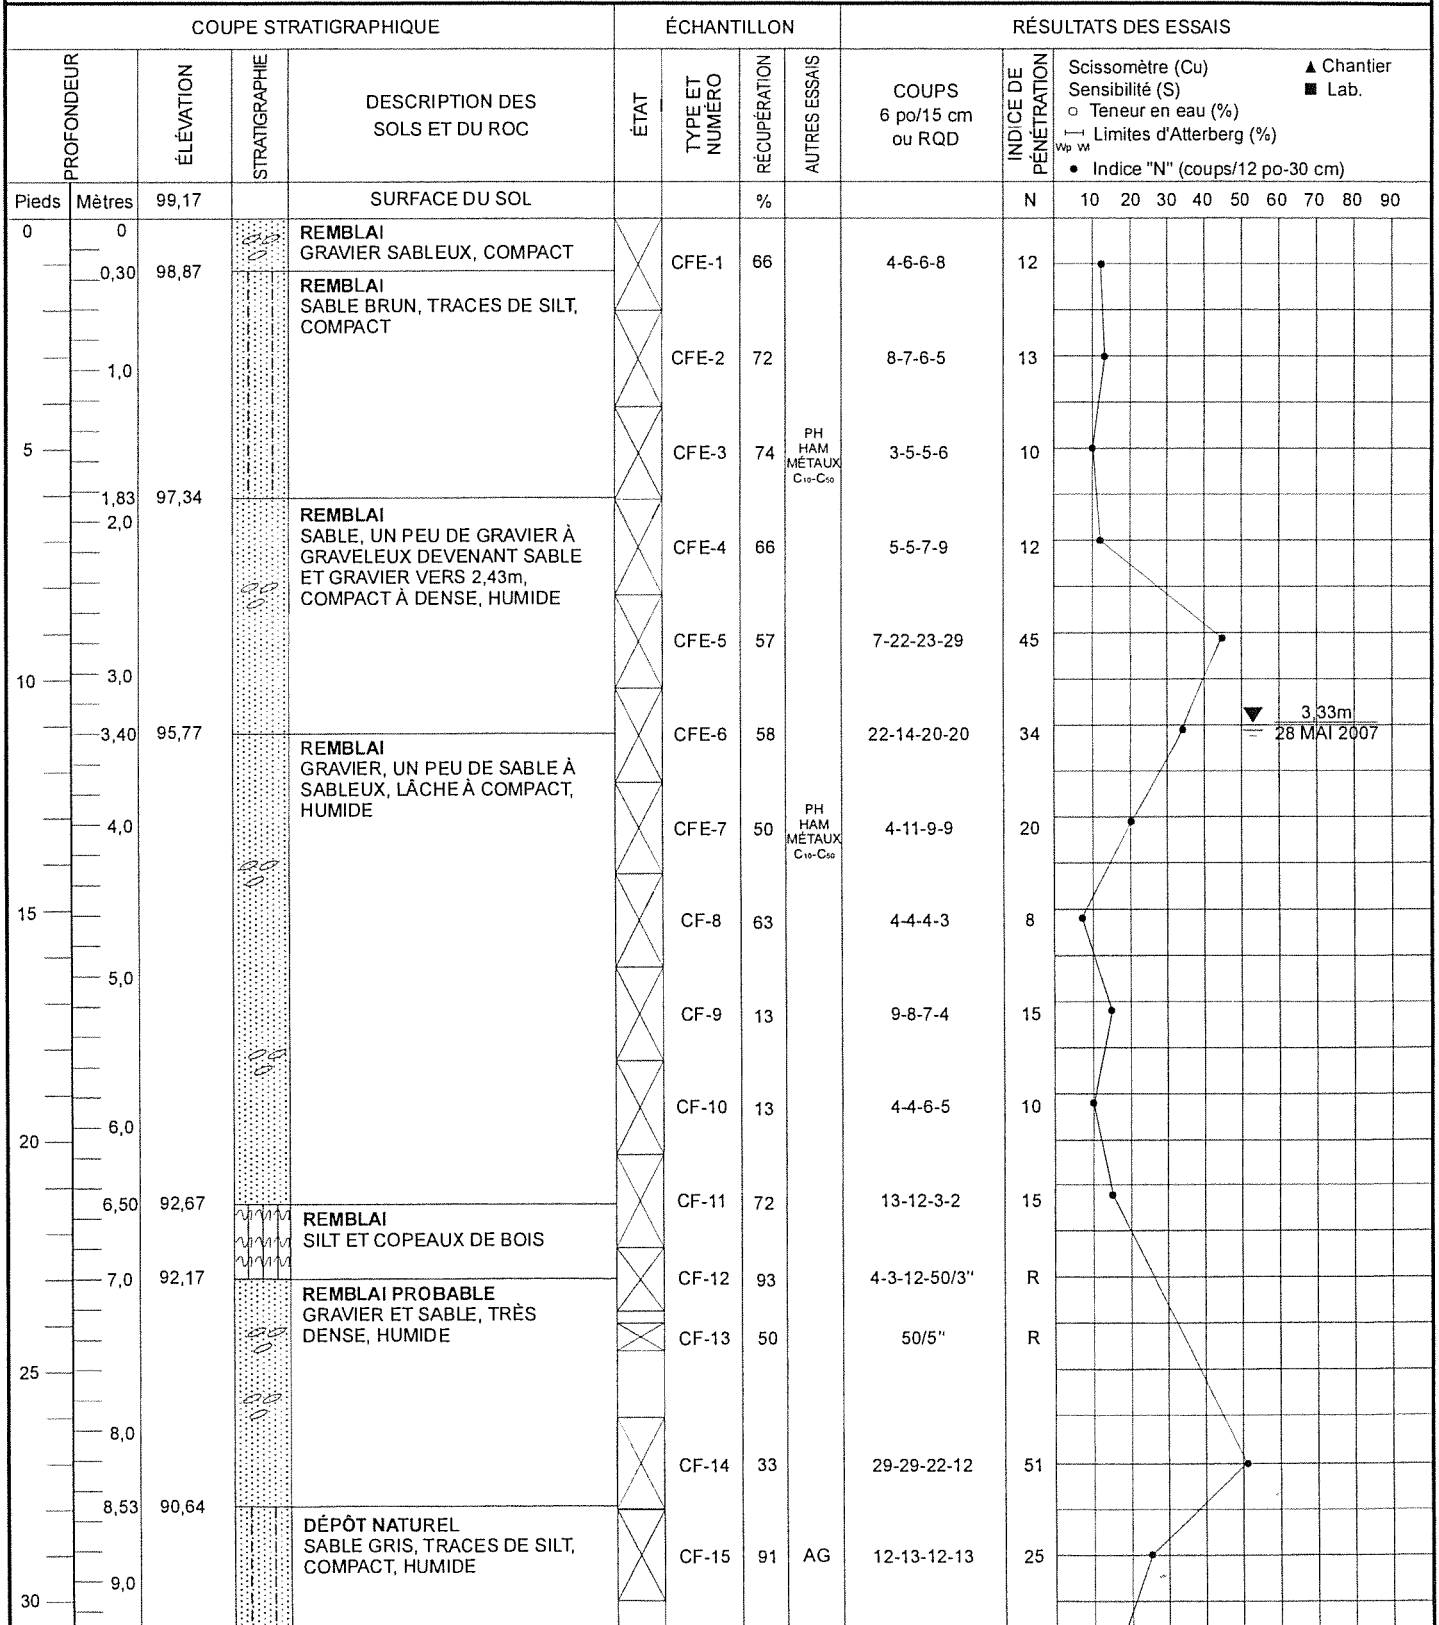 COUPE STRATIGRAPHIQUE
ÉCHANTILLON
RÉSULTATS DES ESSAIS
PROFONDEUR
ÉLÉVATION
STRATIGRAPHIE
DESCRIPTION DES
SOLS ET DU ROC
ÉTAT
TYPE ET
NUMÉRO
RÉCUPÉRATION
AUTRES ESSAIS
COUPS
6 po/15 cm
ou RQD
INDICE DE
PÉNÉTRATION
Scissomètre (Cu) ▲ Chantier
Sensibilité (S) ■ Lab.
○ Teneur en eau (%)
Wp Wl Limites d'Atterberg (%)
● Indice "N" (coups/12 po-30 cm)
Pieds Mètres 99,17 SURFACE DU SOL % N 10 20 30 40 50 60 70 80 90
0 0 REMBLAI
GRAVIER SABLEUX, COMPACT
CFE-1 66 4-6-6-8 12
0,30 98,87
REMBLAI
SABLE BRUN, TRACES DE SILT,
COMPACT
CFE-2 72 8-7-6-5 13
1,0
5 CFE-3 74 3-5-5-6 10
PH
HAM
MÉTAUX
C10-C50
1,83 97,34
2,0
REMBLAI
SABLE, UN PEU DE GRAVIER À
GRAVELEUX DEVENANT SABLE
ET GRAVIER VERS 2,43m,
COMPACT À DENSE, HUMIDE
CFE-4 66 5-5-7-9 12
CFE-5 57 7-22-23-29 45
10 3,0
3,33m
28 MAI 2007
3,40 95,77 CFE-6 58 22-14-20-20 34
REMBLAI
GRAVIER, UN PEU DE SABLE À
SABLEUX, LÂCHE À COMPACT,
HUMIDE
4,0 CFE-7 50 4-11-9-9 20
PH
HAM
MÉTAUX
C10-C50
15 CF-8 63 4-4-4-3 8
5,0
CF-9 13 9-8-7-4 15
CF-10 13 4-4-6-5 10
6,0
20
6,50 92,67 CF-11 72 13-12-3-2 15
REMBLAI
SILT ET COPEAUX DE BOIS
7,0 92,17 CF-12 93 4-3-12-50/3" R
REMBLAI PROBABLE
GRAVIER ET SABLE, TRÈS
DENSE, HUMIDE
CF-13 50 50/5" R
25
8,0
CF-14 33 29-29-22-12 51
8,53 90,64
DÉPÔT NATUREL
SABLE GRIS, TRACES DE SILT,
COMPACT, HUMIDE
CF-15 91 AG 12-13-12-13 25
9,0
30